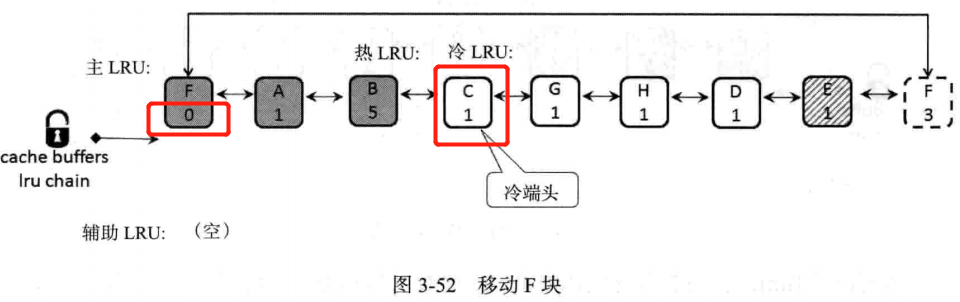 主 LRU:
热 LRU:
冷 LRU:
F
0
A
1
B
5
C
1
G
1
H
1
D
1
E
1
F
3
cache buffers
lru chain
冷端头
辅助 LRU: （空）
图 3-52 移动 F 块